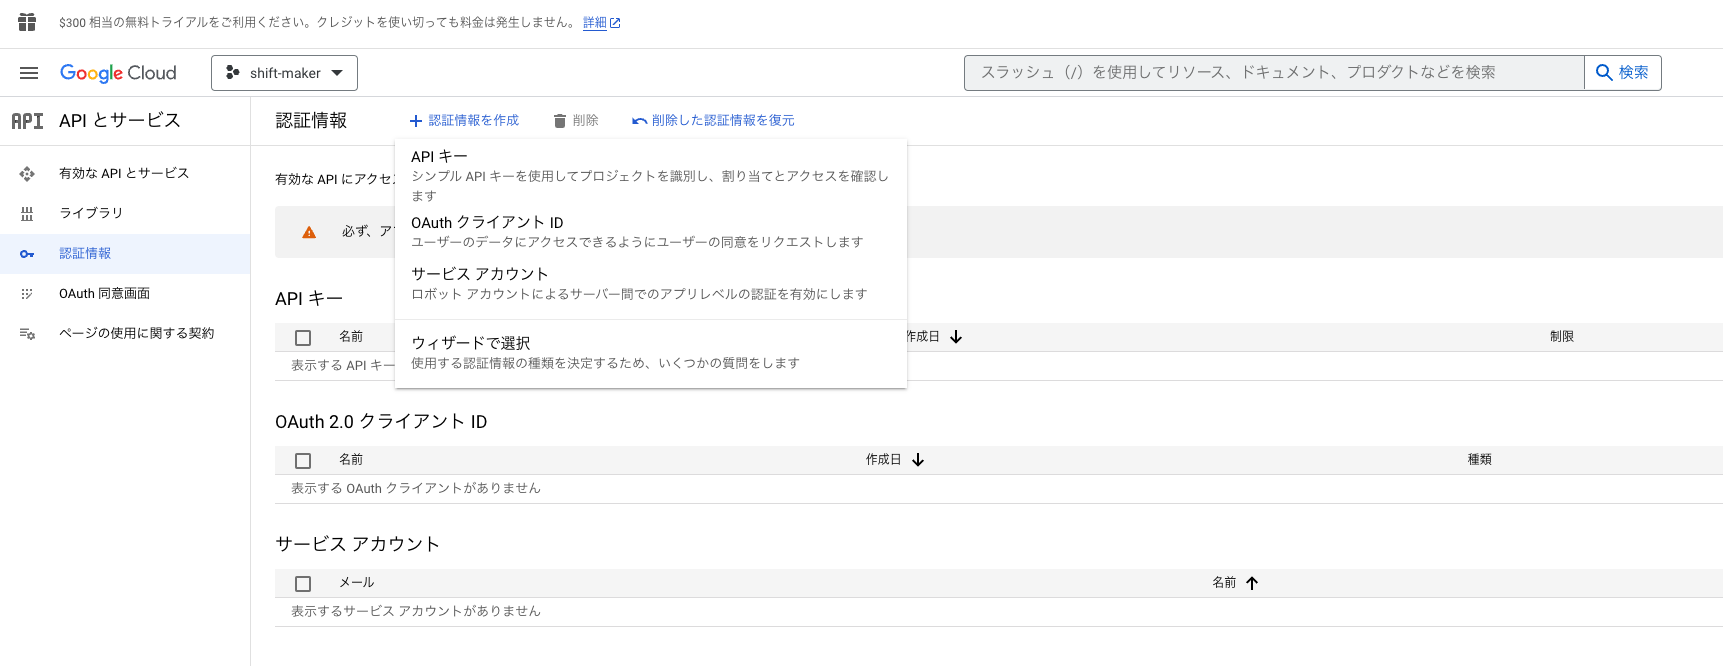 $300 相当の無料トライアルをご利用ください。クレジットを使い切っても料金は発生しません。 詳細
Google Cloud
shift-maker
スラッシュ（/）を使用してリソース、ドキュメント、プロダクトなどを検索
検索
API API とサービス
認証情報
認証情報を作成
削除
削除した認証情報を復元
有効な API とサービス
ライブラリ
認証情報
OAuth 同意画面
ページの使用に関する契約
有効な API にアクセ
必ず、ア
API キー
シンプル API キーを使用してプロジェクトを識別し、割り当てとアクセスを確認し
ます
OAuth クライアント ID
ユーザーのデータにアクセスできるようにユーザーの同意をリクエストします
サービス アカウント
ロボット アカウントによるサーバー間でのアプリレベルの認証を有効にします
ウィザードで選択
使用する認証情報の種類を決定するため、いくつかの質問をします
API キー
名前
作成日
制限
表示する API キー
OAuth 2.0 クライアント ID
名前
作成日
種類
表示する OAuth クライアントがありません
サービス アカウント
メール
名前
表示するサービス アカウントがありません